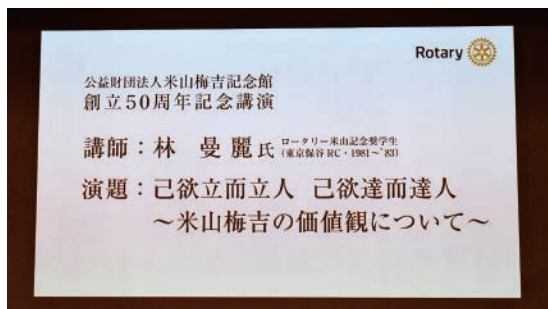 Rotary
公益財団法人米山梅吉記念館
創立50周年記念講演
講師：林 曼麗氏 ロータリー米山記念奨学生
(東京保谷RC・1981~'83)
演題：己欲立而立人 己欲達而達人
～米山梅吉の価値観について～